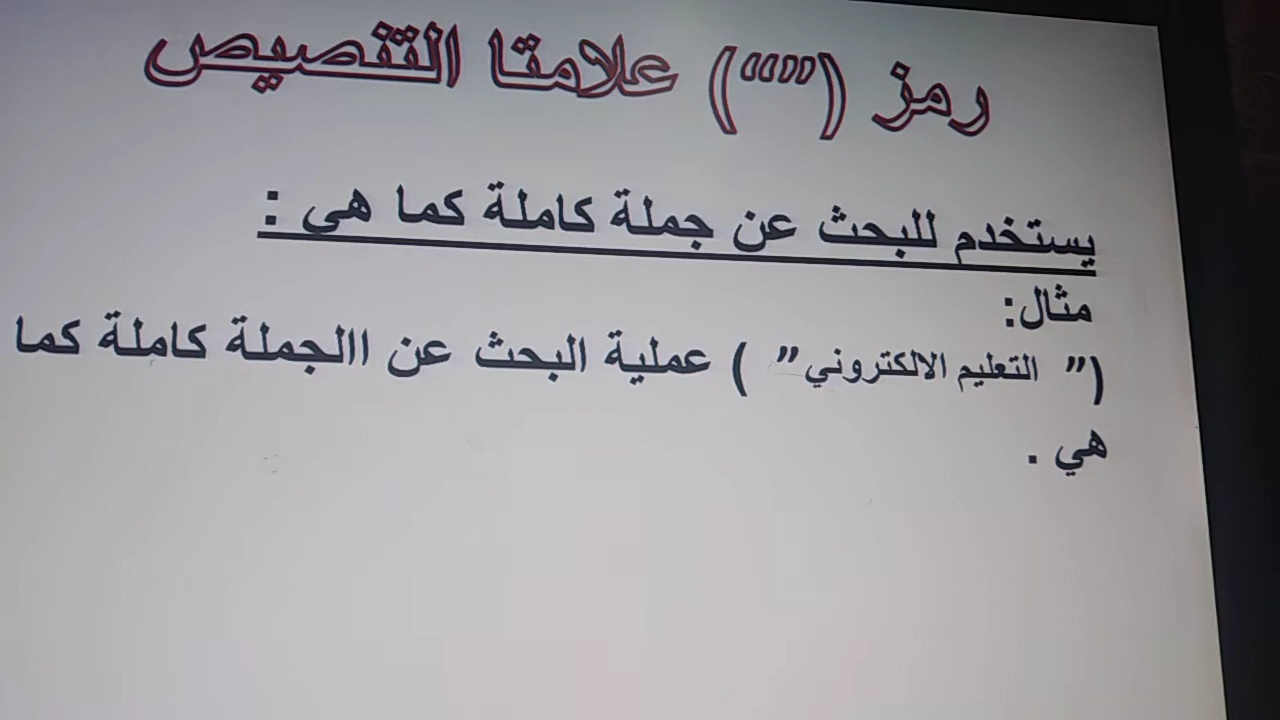 رمز (“”) علامتا التنصيص
يستخدم للبحث عن جملة كاملة كما هي :
مثال:
(” التعليم الالكتروني” ) عملية البحث عن االجملة كاملة كما
هي .